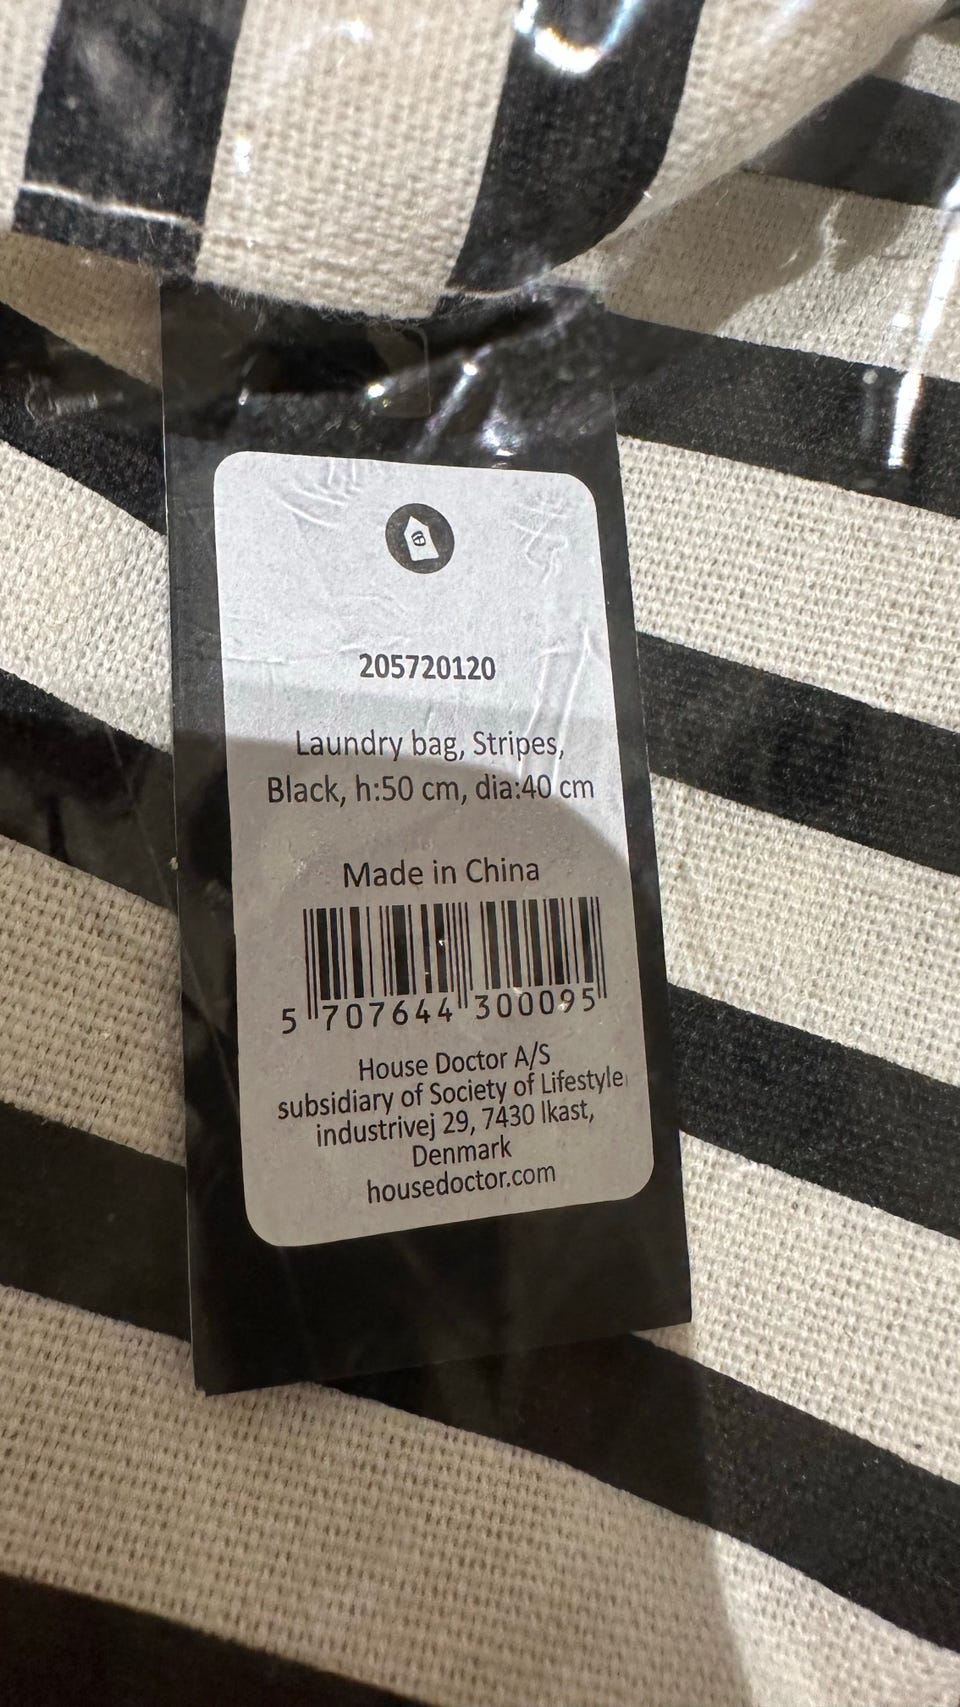 205720120
Laundry bag, Stripes,
Black, h:50 cm, dia:40 cm
Made in China
5 707644 300095
House Doctor A/S
subsidiary of Society of Lifestyle
industrivej 29, 7430 Ikast,
Denmark
housedoctor.com